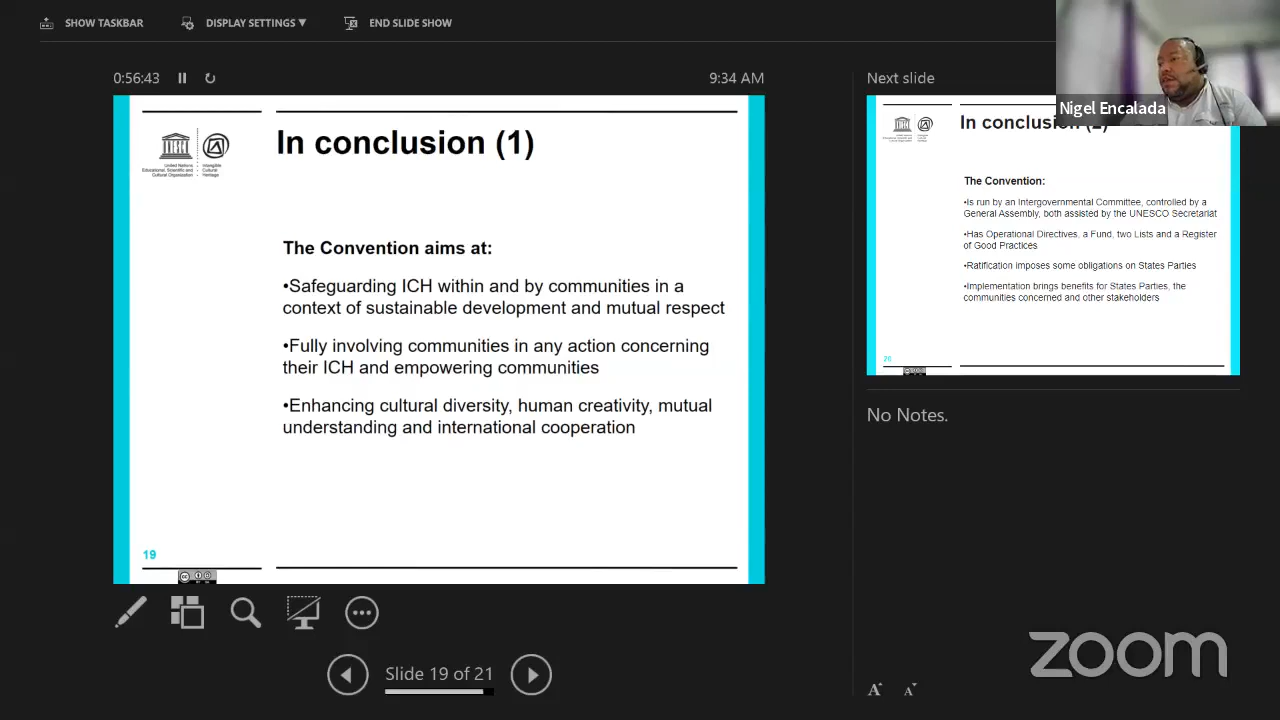 SHOW TASKBAR
DISPLAY SETTINGS ▼
END SLIDE SHOW
0:56:43
9:34 AM
In conclusion (1)
United Nations
Educational, Scientific and
Cultural Organization
Intangible
Cultural
Heritage
The Convention aims at:
•Safeguarding ICH within and by communities in a
context of sustainable development and mutual respect
•Fully involving communities in any action concerning
their ICH and empowering communities
•Enhancing cultural diversity, human creativity, mutual
understanding and international cooperation
19
Slide 19 of 21
Next slide
Nigel Encalada
In conclusion (2)
The Convention:
•Is run by an Intergovernmental Committee, controlled by a
General Assembly, both assisted by the UNESCO Secretariat
•Has Operational Directives, a Fund, two Lists and a Register
of Good Practices
•Ratification imposes some obligations on States Parties
•Implementation brings benefits for States Parties, the
communities concerned and other stakeholders
20
No Notes.
zoom
A A